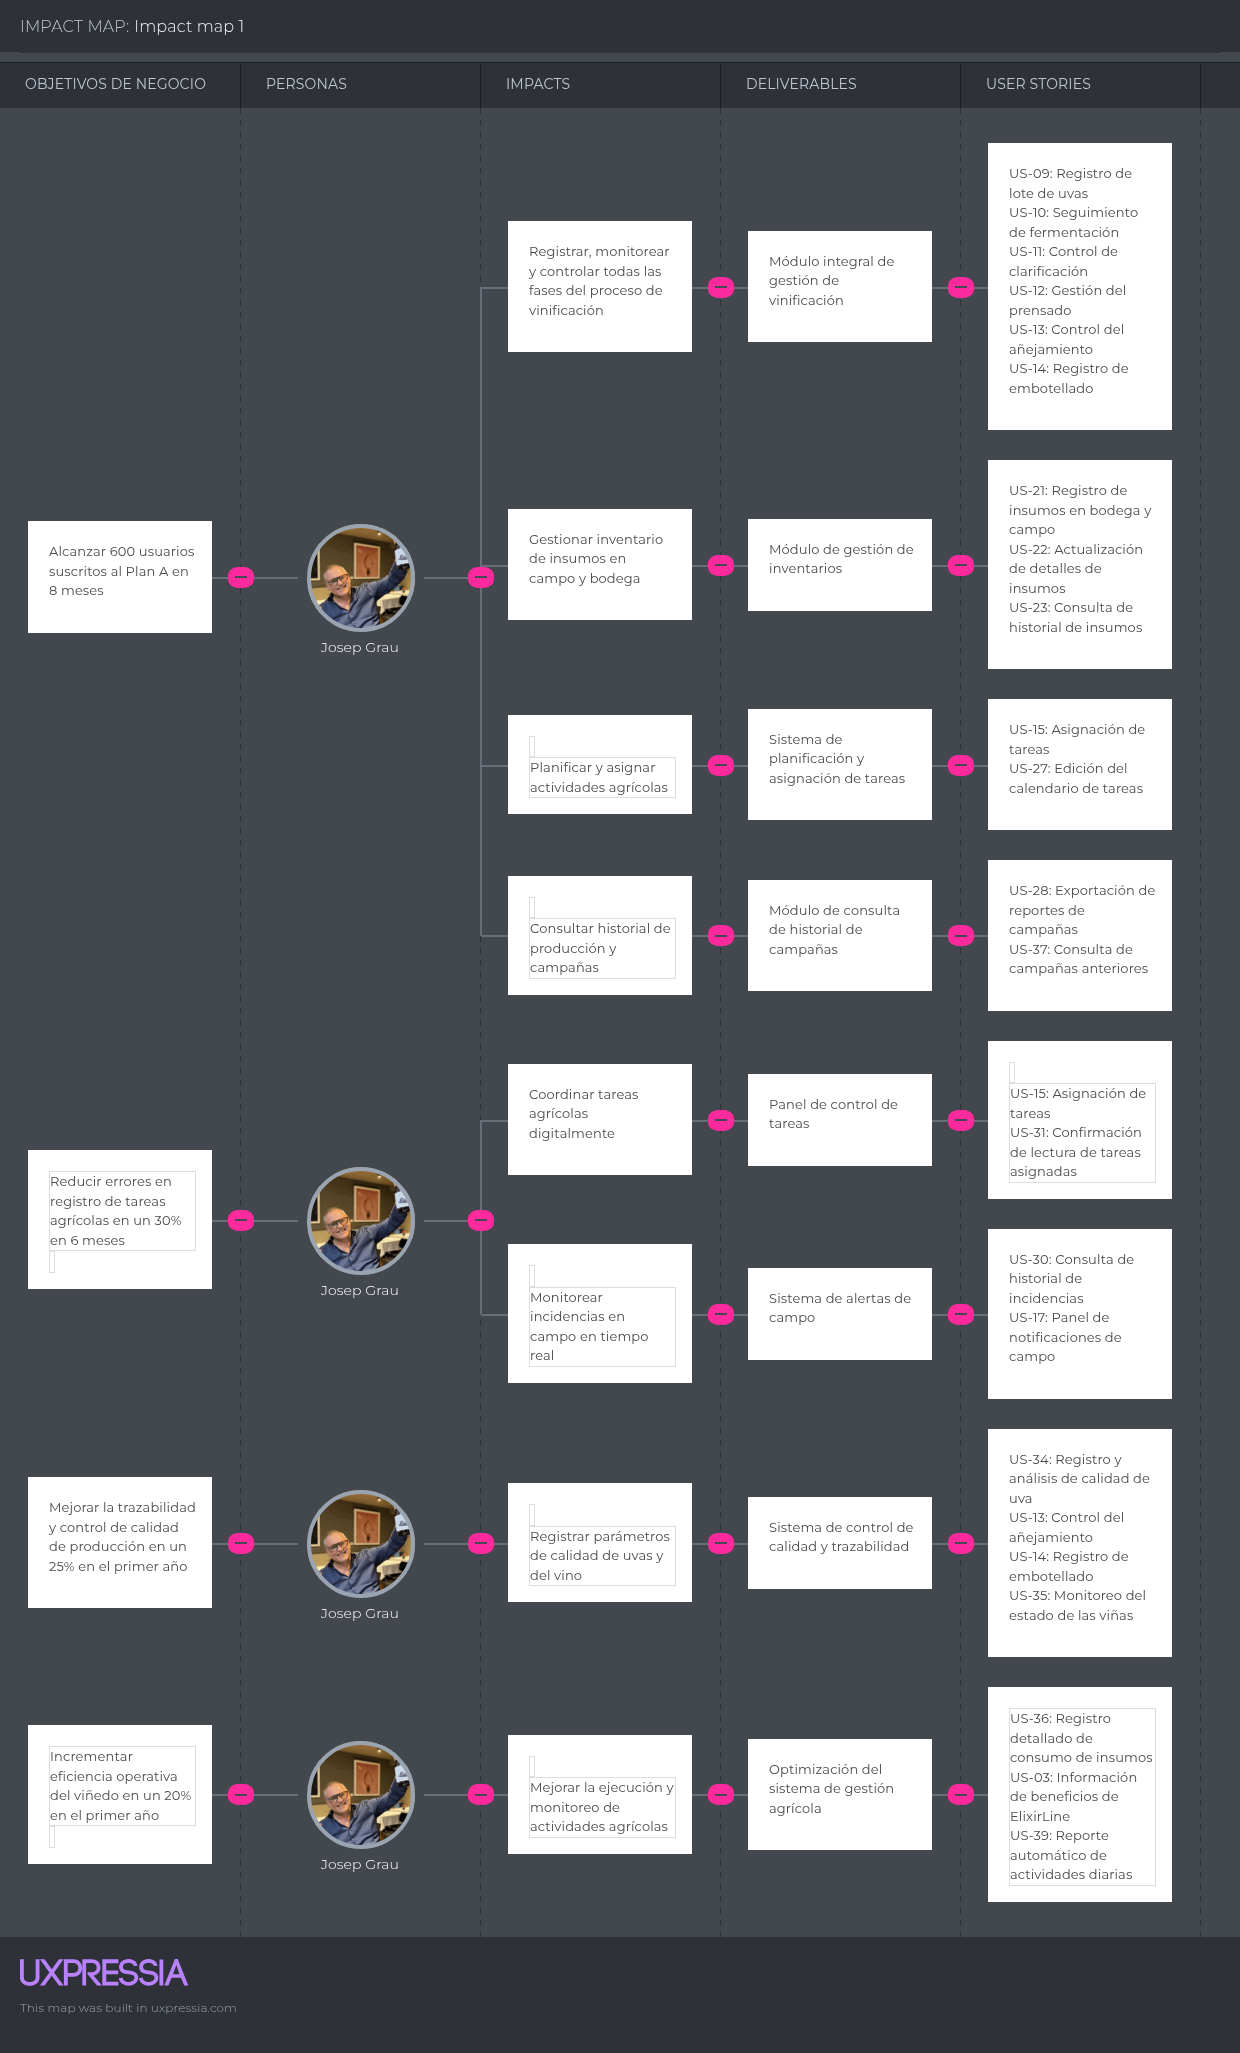 IMPACT MAP: Impact map 1
OBJETIVOS DE NEGOCIO
PERSONAS
IMPACTS
DELIVERABLES
USER STORIES
Alcanzar 600 usuarios
suscritos al Plan A en
8 meses
Josep Grau
Registrar, monitorear
y controlar todas las
fases del proceso de
vinificación
Módulo integral de
gestión de
vinificación
US-09: Registro de
lote de uvas
US-10: Seguimiento
de fermentación
US-11: Control de
clarificación
US-12: Gestión del
prensado
US-13: Control del
añejamiento
US-14: Registro de
embotellado
Gestionar inventario
de insumos en
campo y bodega
Módulo de gestión de
inventarios
US-21: Registro de
insumos en bodega y
campo
US-22: Actualización
de detalles de
insumos
US-23: Consulta de
historial de insumos
Planificar y asignar
actividades agrícolas
Sistema de
planificación y
asignación de tareas
US-15: Asignación de
tareas
US-27: Edición del
calendario de tareas
Consultar historial de
producción y
campañas
Módulo de consulta
de historial de
campañas
US-28: Exportación de
reportes de
campañas
US-37: Consulta de
campañas anteriores
Reducir errores en
registro de tareas
agrícolas en un 30%
en 6 meses
Josep Grau
Coordinar tareas
agrícolas
digitalmente
Panel de control de
tareas
US-15: Asignación de
tareas
US-31: Confirmación
de lectura de tareas
asignadas
Monitorear
incidencias en
campo en tiempo
real
Sistema de alertas de
campo
US-30: Consulta de
historial de
incidencias
US-17: Panel de
notificaciones de
campo
Mejorar la trazabilidad
y control de calidad
de producción en un
25% en el primer año
Josep Grau
Registrar parámetros
de calidad de uvas y
del vino
Sistema de control de
calidad y trazabilidad
US-34: Registro y
análisis de calidad de
uva
US-13: Control del
añejamiento
US-14: Registro de
embotellado
US-35: Monitoreo del
estado de las viñas
Incrementar
eficiencia operativa
del viñedo en un 20%
en el primer año
Josep Grau
Mejorar la ejecución y
monitoreo de
actividades agrícolas
Optimización del
sistema de gestión
agrícola
US-36: Registro
detallado de
consumo de insumos
US-03: Información
de beneficios de
ElixirLine
US-39: Reporte
automático de
actividades diarias
UXPRESSIA
This map was built in uxpressia.com